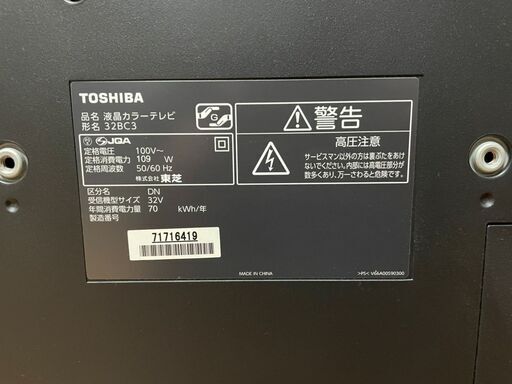 TOSHIBA
品名 液晶カラーテレビ
形名 32BC3
G
JQA
定格電圧 100V～
定格消費電力 109 W
定格周波数 50/60 Hz
株式会社 東芝
区分名 DN
受信機型サイズ 32V
年間消費電力量 70 kWh/年
製造番号
71716419
警告
高圧注意
サービスマン以外の方は裏ぶたをあけ
ないでください。内部には高電圧部分が
数多くあり、万一さわると危険です。
MADE IN CHINA
>PS< VGIA00590300